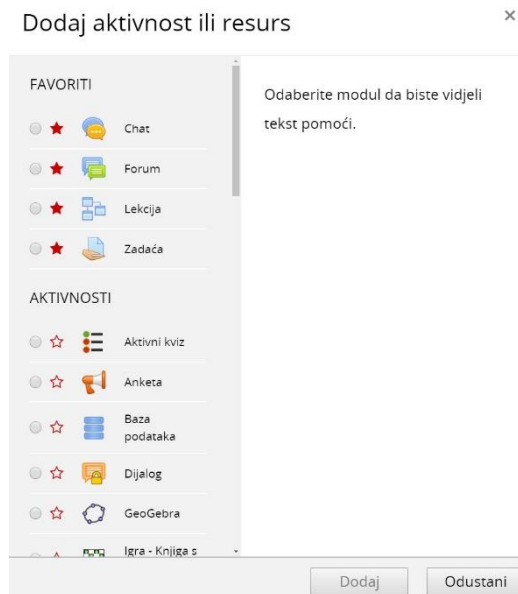 Dodaj aktivnost ili resurs
×
FAVORITI
Chat
Forum
Lekcija
Zadaća
AKTIVNOSTI
Aktivni kviz
Anketa
Baza
podataka
Dijalog
GeoGebra
Igra - Knjiga s
Odaberite modul da biste vidjeli
tekst pomoći.
Dodaj
Odustani